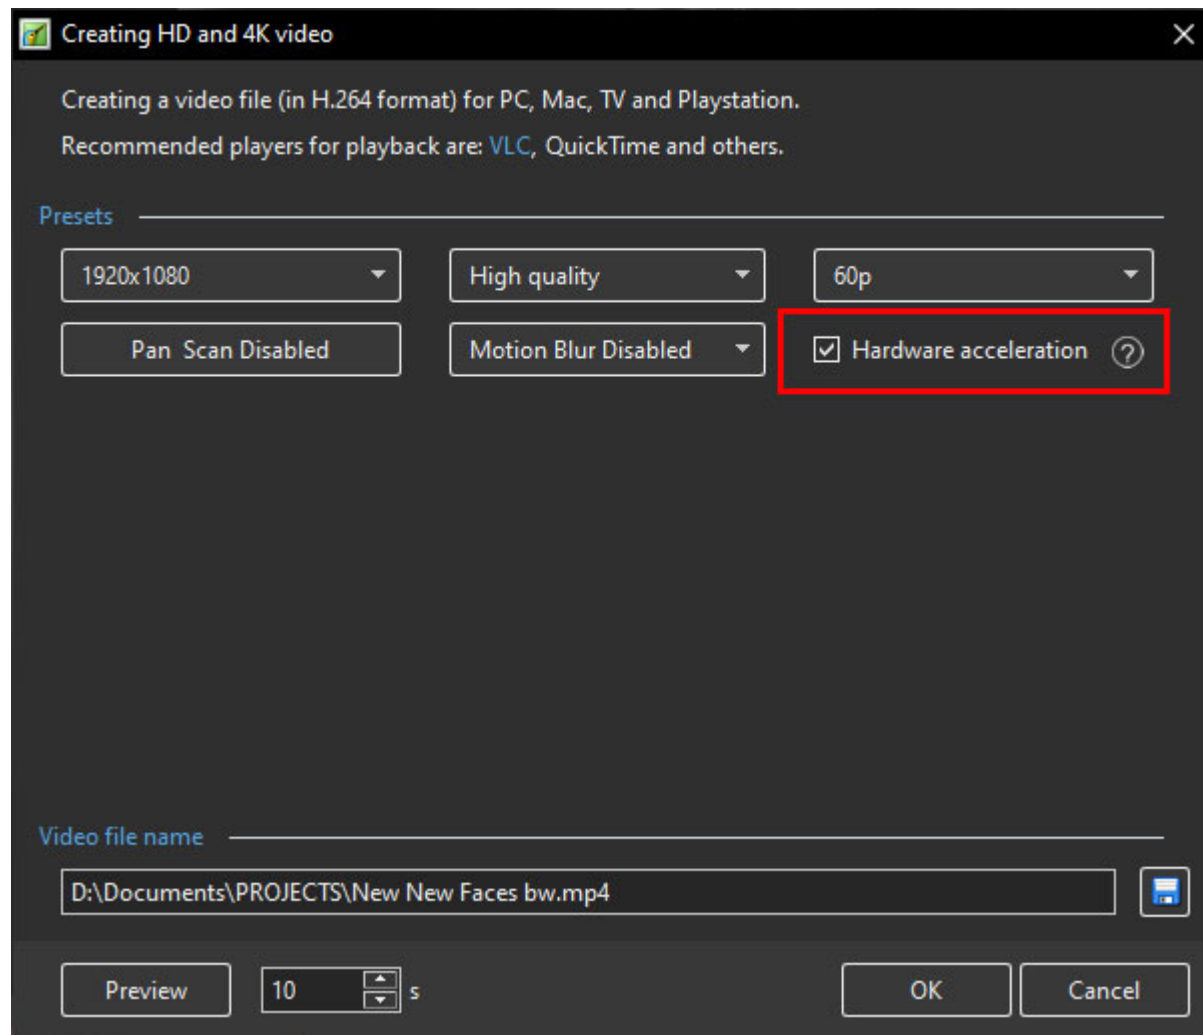 Creating HD and 4K video
Creating a video file (in H.264 format) for PC, Mac, TV and Playstation.
Recommended players for playback are: VLC, QuickTime and others.
Presets
1920x1080 High quality 60p
Pan Scan Disabled Motion Blur Disabled Hardware acceleration ?
Video file name
D:\Documents\PROJECTS\New New Faces bw.mp4
Preview 10 s OK Cancel